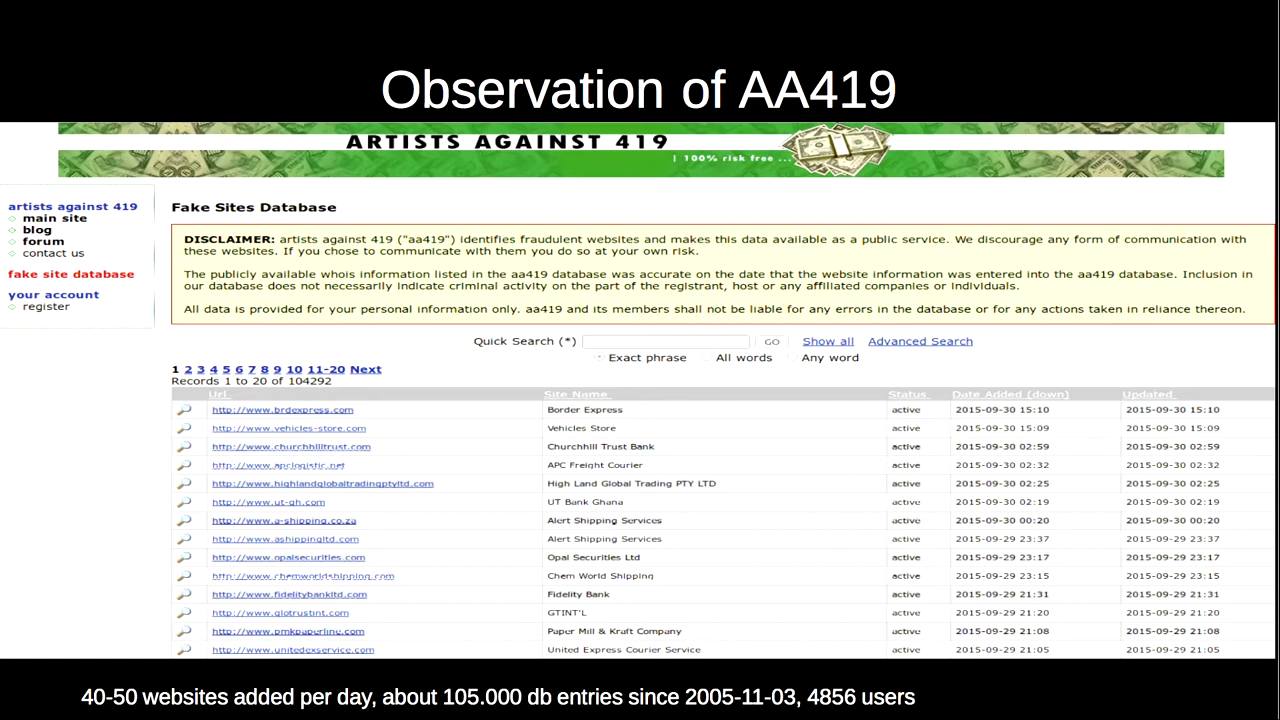 Observation of AA419
ARTISTS AGAINST 419
| 100% risk free ...
artists against 419
main site
blog
forum
contact us
fake site database
your account
register
Fake Sites Database
DISCLAIMER: artists against 419 ("aa419") identifies fraudulent websites and makes this data available as a public service. We discourage any form of communication with
these websites. If you chose to communicate with them you do so at your own risk.
The publicly available whois information listed in the aa419 database was accurate on the date that the website information was entered into the aa419 database. Inclusion in
our database does not necessarily indicate criminal activity on the part of the registrant, host or any affiliated companies or individuals.
All data is provided for your personal information only. aa419 and its members shall not be liable for any errors in the database or for any actions taken in reliance thereon.
Quick Search (*) GO Show all Advanced Search
Exact phrase All words Any word
1 2 3 4 5 6 7 8 9 10 11-20 Next
Records 1 to 20 of 104292
Url Site Name Status Date Added (down) Updated
http://www.brdexpress.com Border Express active 2015-09-30 15:10 2015-09-30 15:10
http://www.vehicles-store.com Vehicles Store active 2015-09-30 15:09 2015-09-30 15:09
http://www.churchhilltrust.com Churchhill Trust Bank active 2015-09-30 02:59 2015-09-30 02:59
http://www.apclogistic.net APC Freight Courier active 2015-09-30 02:32 2015-09-30 02:32
http://www.highlandglobaltradingptyltd.com High Land Global Trading PTY LTD active 2015-09-30 02:25 2015-09-30 02:25
http://www.ut-gh.com UT Bank Ghana active 2015-09-30 02:19 2015-09-30 02:19
http://www.a-shipping.co.za Alert Shipping Services active 2015-09-30 00:20 2015-09-30 00:20
http://www.ashippingltd.com Alert Shipping Services active 2015-09-29 23:37 2015-09-29 23:37
http://www.opalsecurities.com Opal Securities Ltd active 2015-09-29 23:17 2015-09-29 23:17
http://www.chemworldshipping.com Chem World Shipping active 2015-09-29 23:15 2015-09-29 23:15
http://www.fidelitybankltd.com Fidelity Bank active 2015-09-29 21:31 2015-09-29 21:31
http://www.glotrustint.com GTINT'L active 2015-09-29 21:20 2015-09-29 21:20
http://www.pmkpaperline.com Paper Mill & Kraft Company active 2015-09-29 21:08 2015-09-29 21:08
http://www.unitedexservice.com United Express Courier Service active 2015-09-29 21:05 2015-09-29 21:05
40-50 websites added per day, about 105.000 db entries since 2005-11-03, 4856 users